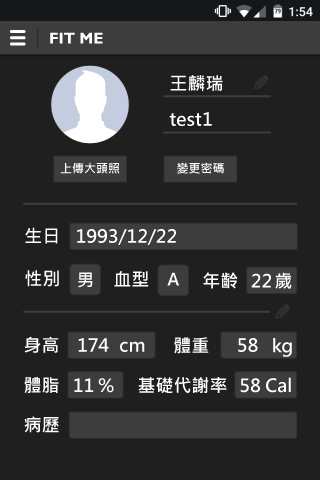 1:54
FIT ME
王麟瑞
test1
上傳大頭照 變更密碼
生日 1993/12/22
性別 男 血型 A 年齡 22歲
身高 174 cm 體重 58 kg
體脂 11 % 基礎代謝率 58 Cal
病歷